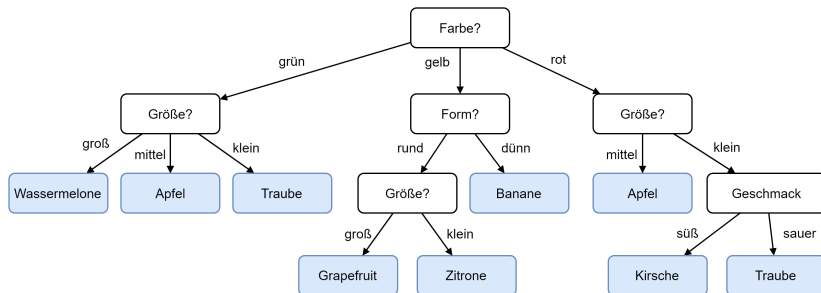 Farbe?
grün
gelb
rot
Größe?
Form?
Größe?
groß
mittel
klein
rund
dünn
mittel
klein
Wassermelone
Apfel
Traube
Größe?
Banane
Apfel
Geschmack
groß
klein
süß
sauer
Grapefruit
Zitrone
Kirsche
Traube